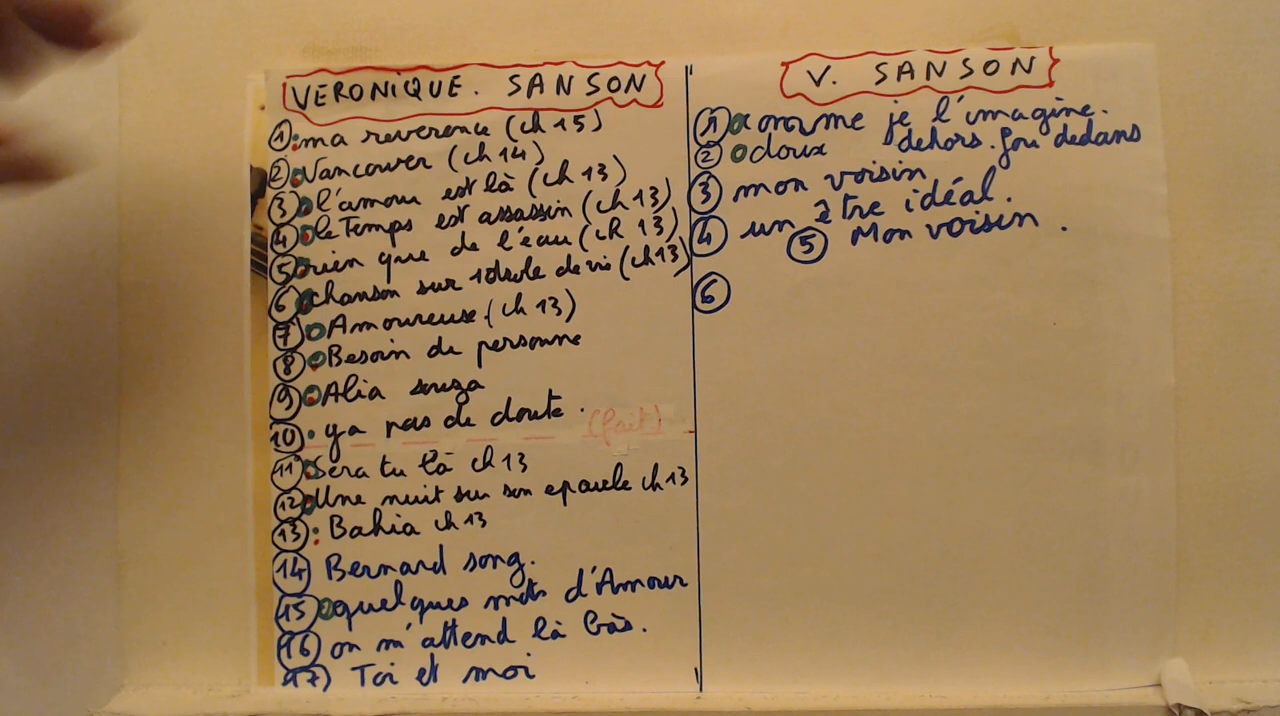 VERONIQUE. SANSON
1 ma reverence (ch 15)
2 Vancouver (ch 14)
3 l'amour est là (ch 13)
4 le Temps est assassin (ch 13)
5 rien que de l'eau (ch 13)
6 chanson sur 1 drole de vie (ch 13)
7 Amoureuse. (ch 13)
8 Besoin de personne
9 Alia souza
10 ya pas de doute.
(fait)
11 Sera tu là ch 13
12 Une nuit sur son epaule ch 13
13 : Bahia ch 13
14 Bernard song.
15 quelques mots d'Amour
16 on m'attend là bàs.
17) Toi et moi
V. SANSON
1 comme je l'imagine.
2 doux dehors. fou dedans
3 mon voisin
4 un être idéal.
5 Mon voisin.
6